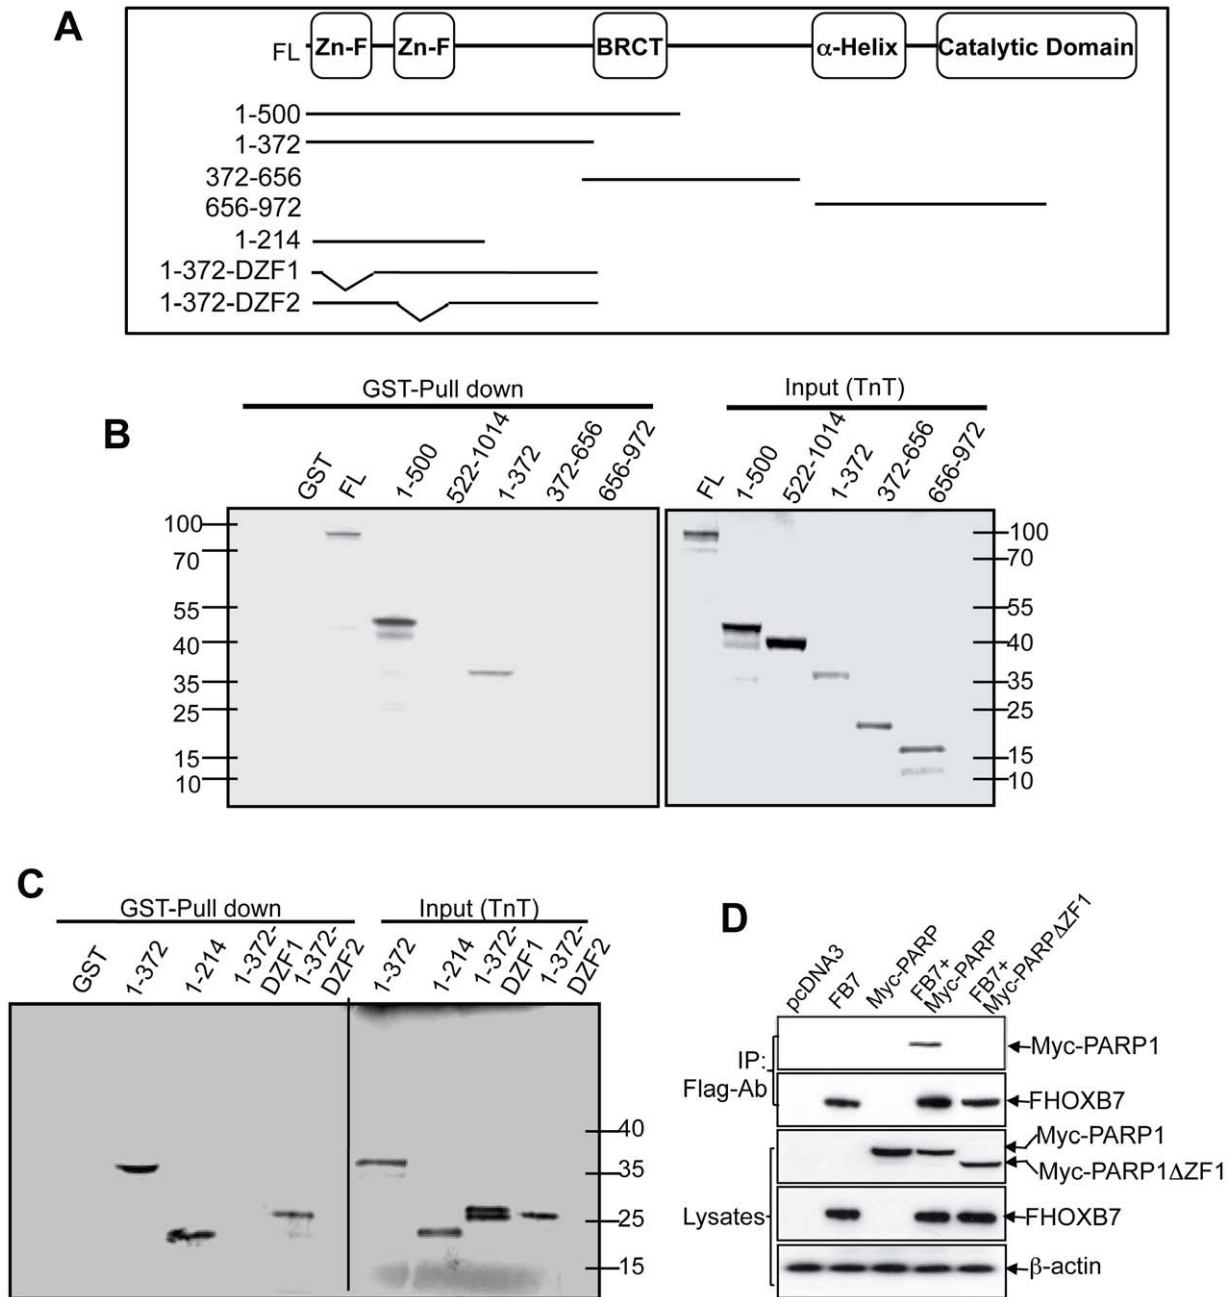 A
FL Zn-F Zn-F BRCT α-Helix Catalytic Domain
1-500
1-372
372-656
656-972
1-214
1-372-DZF1
1-372-DZF2
B
GST-Pull down
GST FL 1-500 522-1014 1-372 372-656 656-972
100
70
55
40
35
25
15
10
Input (TnT)
FL 1-500 522-1014 1-372 372-656 656-972
100
70
55
40
35
25
15
10
C
GST-Pull down
GST 1-372 1-214 1-372-DZF1 1-372-DZF2
Input (TnT)
1-372 1-214 1-372-DZF1 1-372-DZF2
40
35
25
15
D
pcDNA3 FB7 Myc-PARP FB7+ Myc-PARP FB7+ Myc-PARPΔZF1
IP:
Flag-Ab
Myc-PARP1
FHOXB7
Lysates
Myc-PARP1
Myc-PARP1ΔZF1
FHOXB7
β-actin